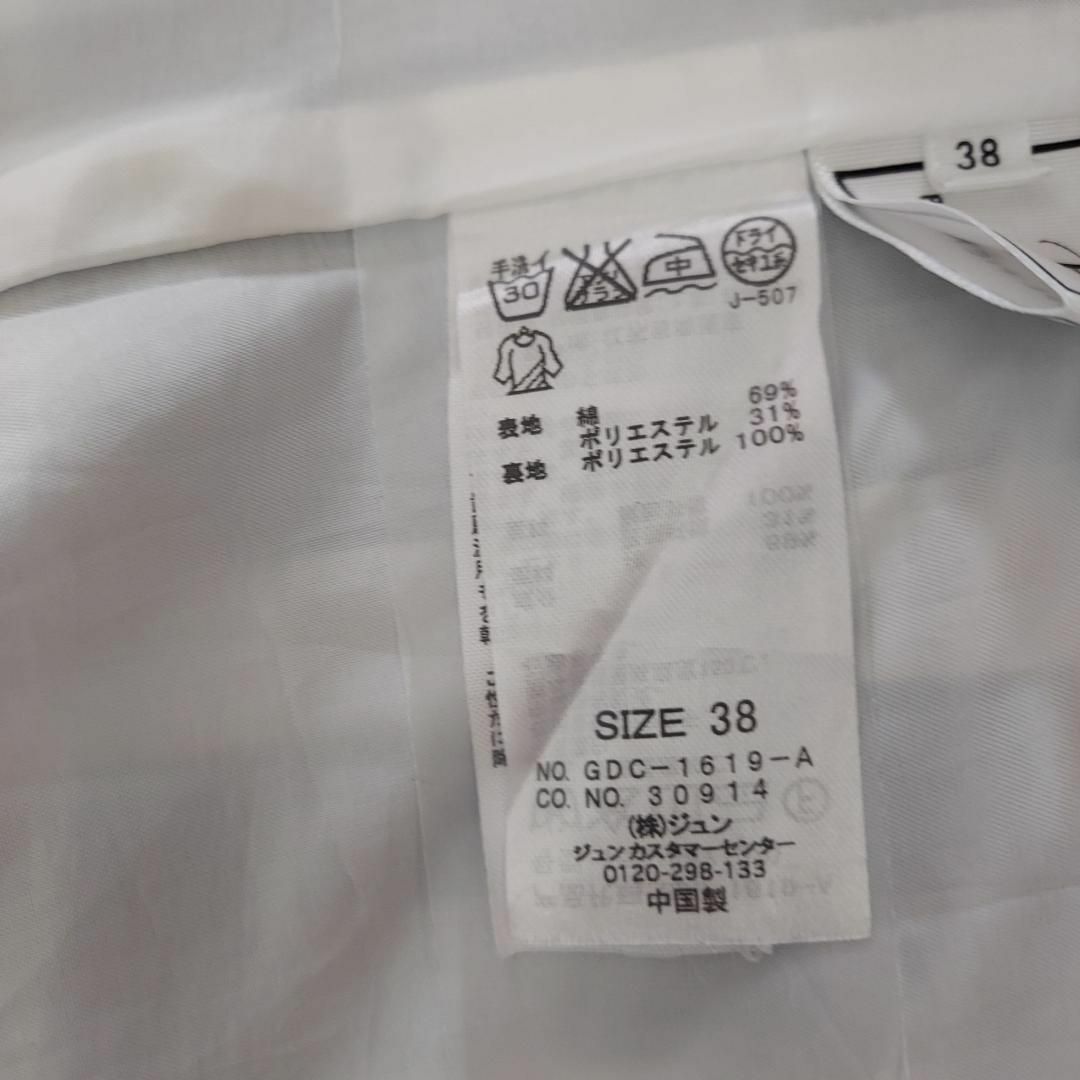 38
手洗イ
30
中
ドライ
セキユ系
J-507
表地 綿 69%
ポリエステル 31%
裏地 ポリエステル 100%
SIZE 38
NO. GDC-1619-A
CO. NO. 30914
(株)ジュン
ジュンカスタマーセンター
0120-298-133
中国製